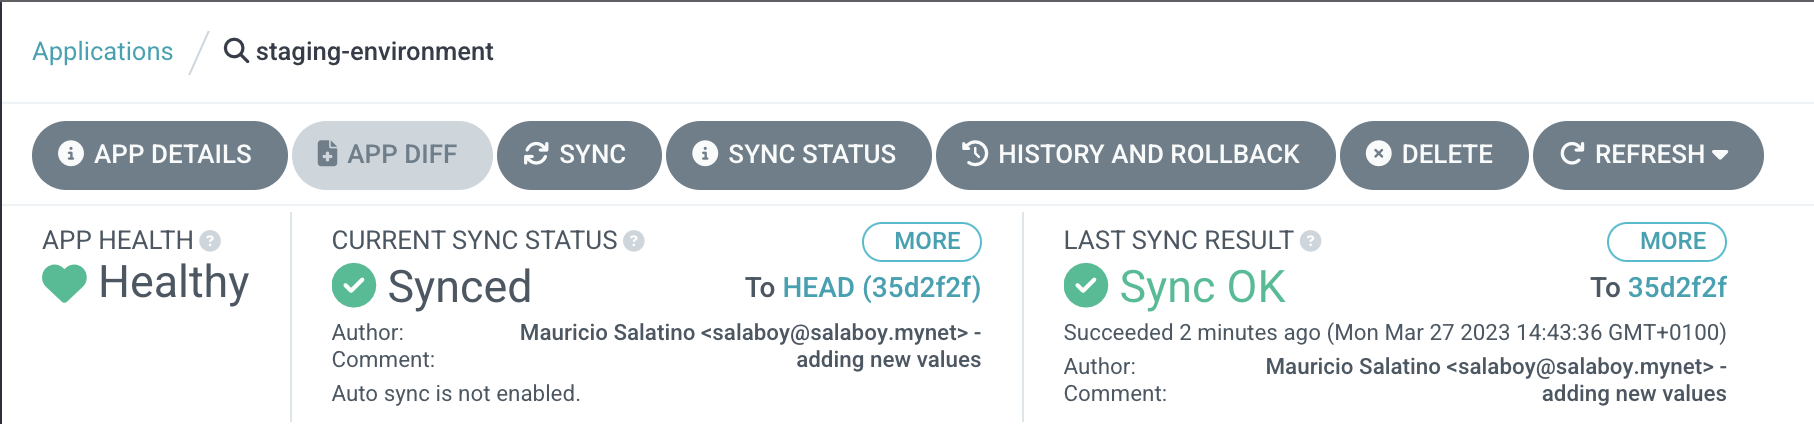 Applications / staging-environment
APP DETAILS APP DIFF SYNC SYNC STATUS HISTORY AND ROLLBACK DELETE REFRESH
APP HEALTH ?
Healthy
CURRENT SYNC STATUS ? MORE
Synced To HEAD (35d2f2f)
Author: Mauricio Salatino <salaboy@salaboy.mynet> -
Comment: adding new values
Auto sync is not enabled.
LAST SYNC RESULT ? MORE
Sync OK To 35d2f2f
Succeeded 2 minutes ago (Mon Mar 27 2023 14:43:36 GMT+0100)
Author: Mauricio Salatino <salaboy@salaboy.mynet> -
Comment: adding new values